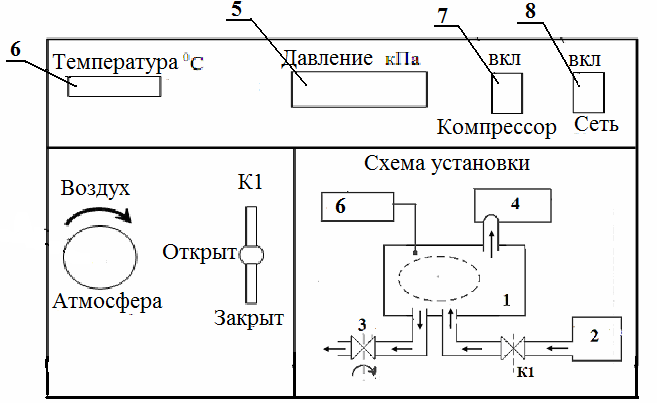 7
8
5
6
Температура ⁰С
Давление кПа
вкл
вкл
Компрессор
Сеть
Воздух
К1
Открыт
Атмосфера
Закрыт
Схема установки
6
4
1
3
2
К1